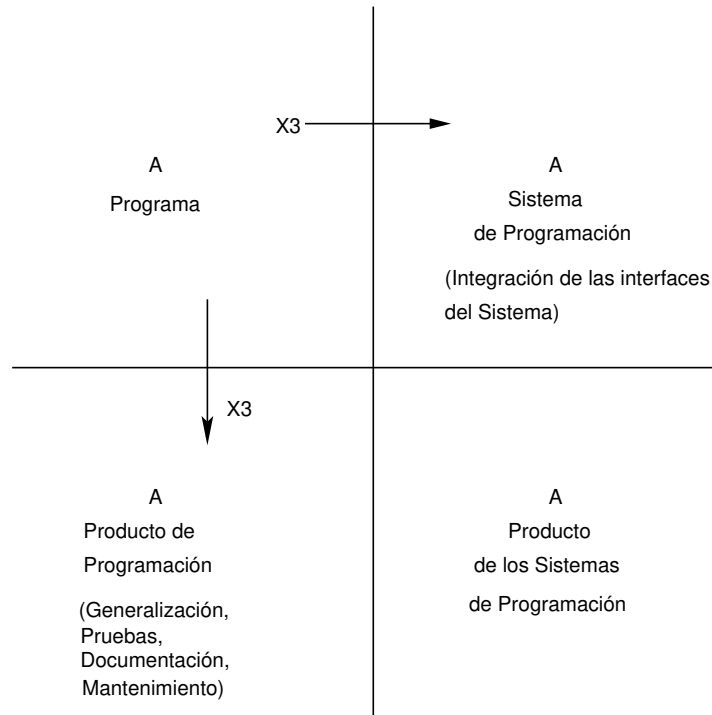 X3
A
Programa
A
Sistema
de Programación
(Integración de las interfaces
del Sistema)
X3
A
Producto de
Programación
(Generalización,
Pruebas,
Documentación,
Mantenimiento)
A
Producto
de los Sistemas
de Programación